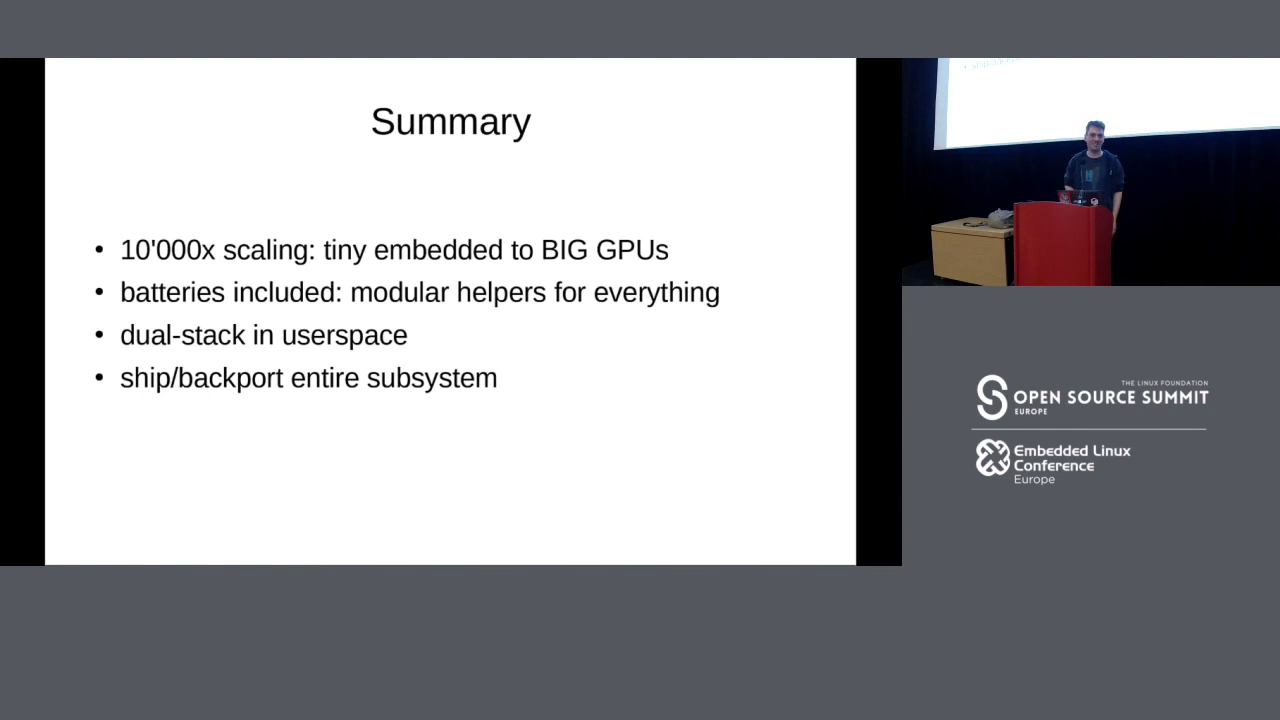 Summary
10'000x scaling: tiny embedded to BIG GPUs
batteries included: modular helpers for everything
dual-stack in userspace
ship/backport entire subsystem
THE LINUX FOUNDATION
OPEN SOURCE SUMMIT
EUROPE
Embedded Linux
Conference
Europe